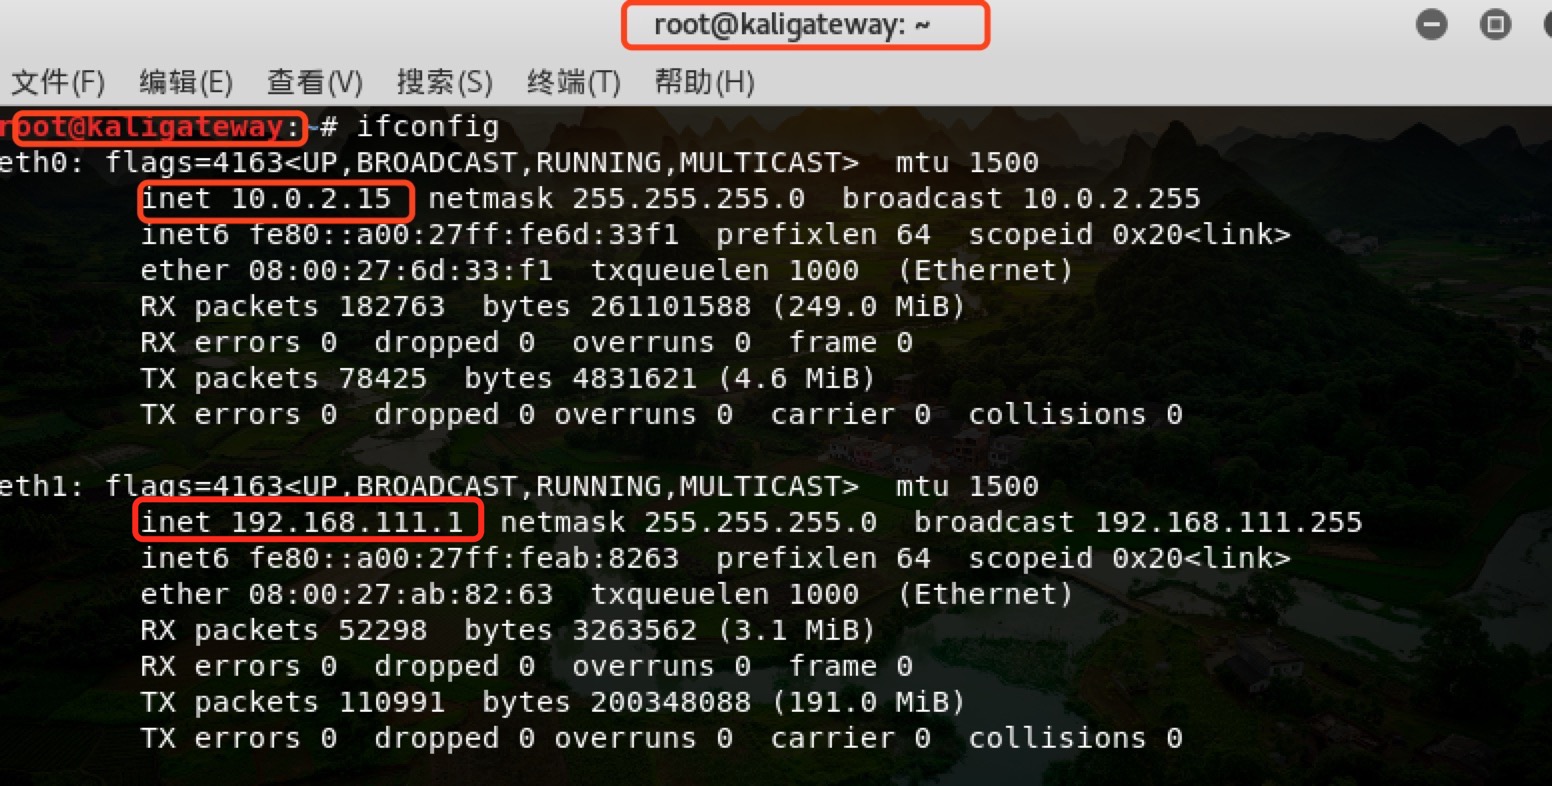 root@kaligateway: ~
文件(F) 编辑(E) 查看(V) 搜索(S) 终端(T) 帮助(H)
root@kaligateway:~# ifconfig
eth0: flags=4163<UP,BROADCAST,RUNNING,MULTICAST>  mtu 1500
inet 10.0.2.15  netmask 255.255.255.0  broadcast 10.0.2.255
inet6 fe80::a00:27ff:fe6d:33f1  prefixlen 64  scopeid 0x20<link>
ether 08:00:27:6d:33:f1  txqueuelen 1000  (Ethernet)
RX packets 182763  bytes 261101588 (249.0 MiB)
RX errors 0  dropped 0  overruns 0  frame 0
TX packets 78425  bytes 4831621 (4.6 MiB)
TX errors 0  dropped 0 overruns 0  carrier 0  collisions 0
eth1: flags=4163<UP,BROADCAST,RUNNING,MULTICAST>  mtu 1500
inet 192.168.111.1  netmask 255.255.255.0  broadcast 192.168.111.255
inet6 fe80::a00:27ff:feab:8263  prefixlen 64  scopeid 0x20<link>
ether 08:00:27:ab:82:63  txqueuelen 1000  (Ethernet)
RX packets 52298  bytes 3263562 (3.1 MiB)
RX errors 0  dropped 0  overruns 0  frame 0
TX packets 110991  bytes 200348088 (191.0 MiB)
TX errors 0  dropped 0 overruns 0  carrier 0  collisions 0